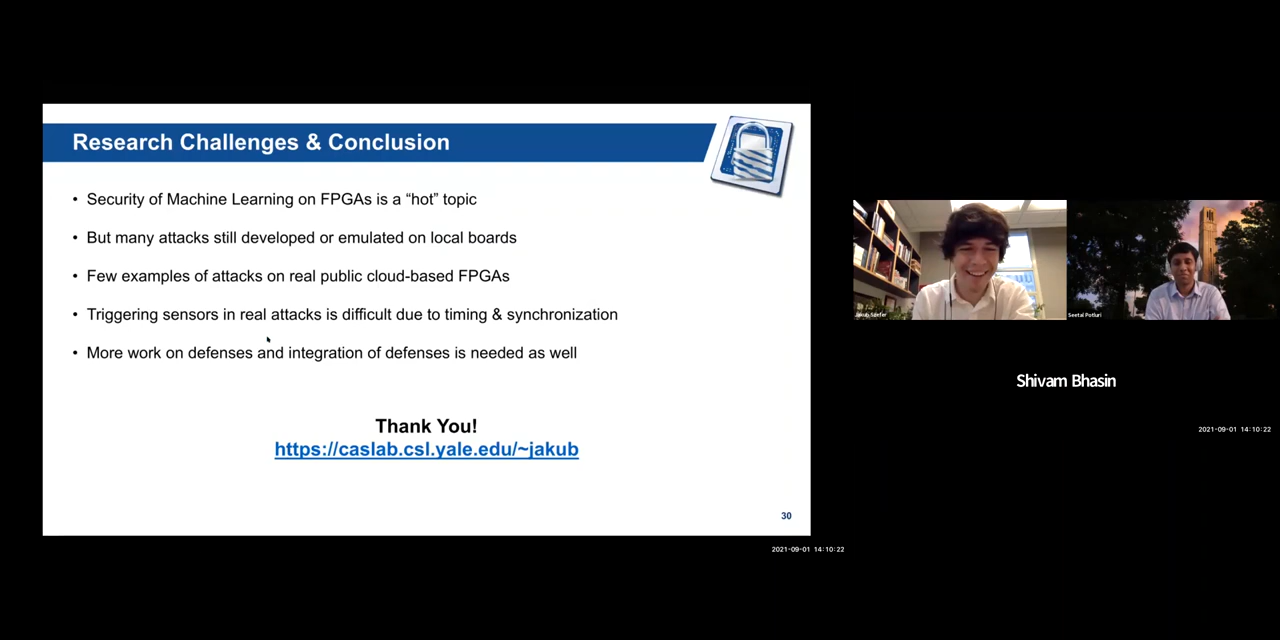 Research Challenges & Conclusion
• Security of Machine Learning on FPGAs is a “hot” topic
• But many attacks still developed or emulated on local boards
• Few examples of attacks on real public cloud-based FPGAs
• Triggering sensors in real attacks is difficult due to timing & synchronization
• More work on defenses and integration of defenses is needed as well
Thank You!
https://caslab.csl.yale.edu/~jakub
30
2021-09-01 14:10:22
Jakub Szefer
Seetal Potluri
Shivam Bhasin
2021-09-01 14:10:22